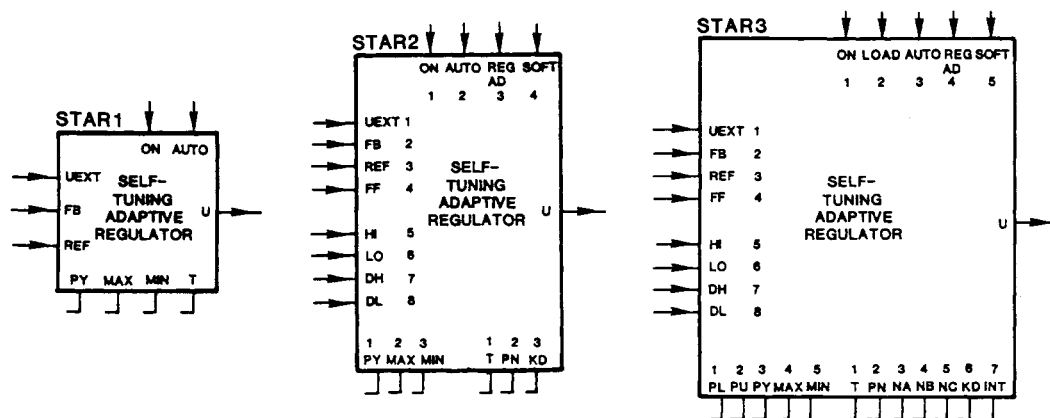 STAR1
ON AUTO
UEXT
FB
REF
SELF-
TUNING
ADAPTIVE
REGULATOR
U
PY MAX MIN T
STAR2
ON AUTO REG SOFT
AD
1 2 3 4
UEXT 1
FB 2
REF 3
FF 4
HI 5
LO 6
DH 7
DL 8
SELF-
TUNING
ADAPTIVE
REGULATOR
U
1 2 3 1 2 3
PY MAX MIN T PN KD
STAR3
ON LOAD AUTO REG SOFT
AD
1 2 3 4 5
UEXT 1
FB 2
REF 3
FF 4
HI 5
LO 6
DH 7
DL 8
SELF-
TUNING
ADAPTIVE
REGULATOR
U
1 2 3 4 5 1 2 3 4 5 6 7
PL PU PY MAX MIN T PN NA NB NC KD INT